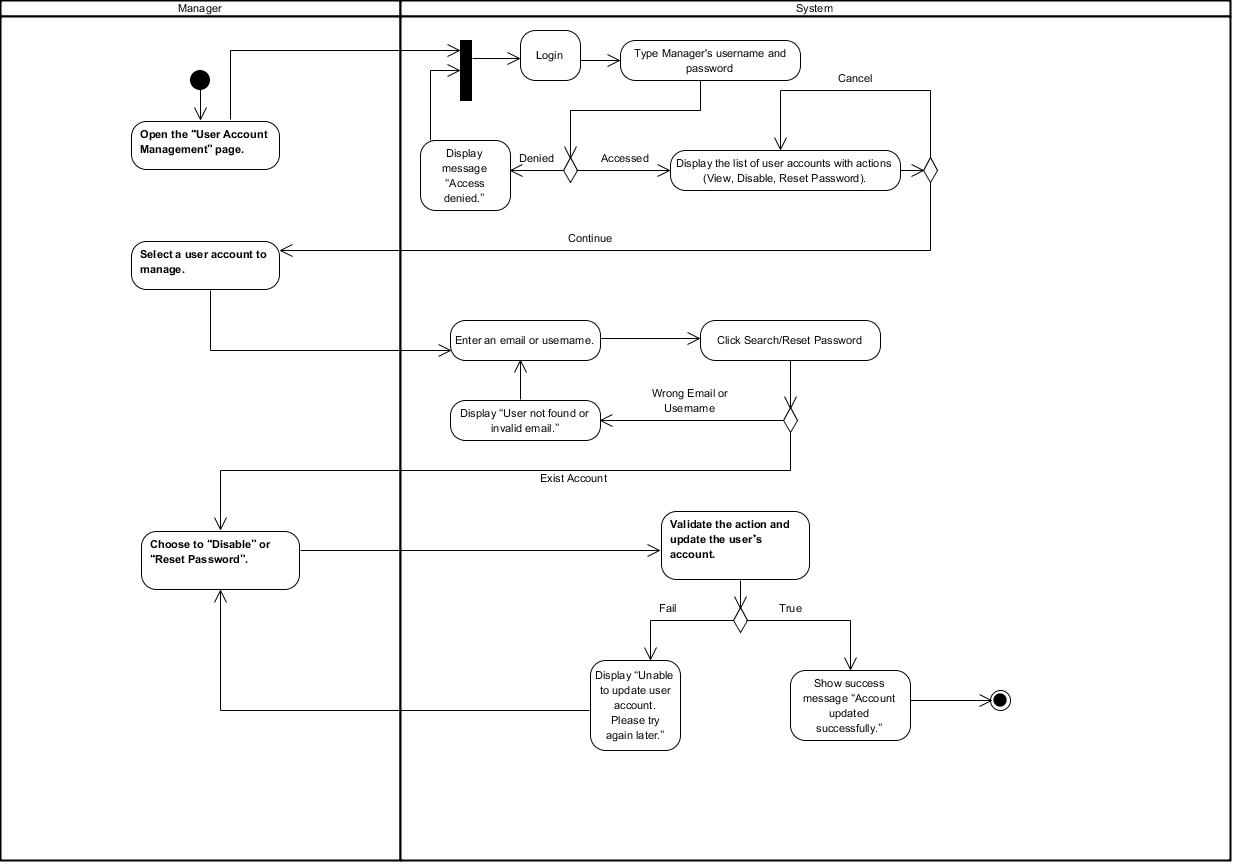 Manager
System
Login
Type Manager's username and
password
Cancel
Open the “User Account
Management” page.
Display
message
“Access
denied.”
Denied
Accessed
Display the list of user accounts with actions
(View, Disable, Reset Password).
Continue
Select a user account to
manage.
Enter an email or username.
Click Search/Reset Password
Wrong Email or
Username
Display “User not found or
invalid email.”
Exist Account
Choose to “Disable” or
“Reset Password”.
Validate the action and
update the user’s
account.
Fail
True
Display “Unable
to update user
account.
Please try
again later.”
Show success
message “Account
updated
successfully.”